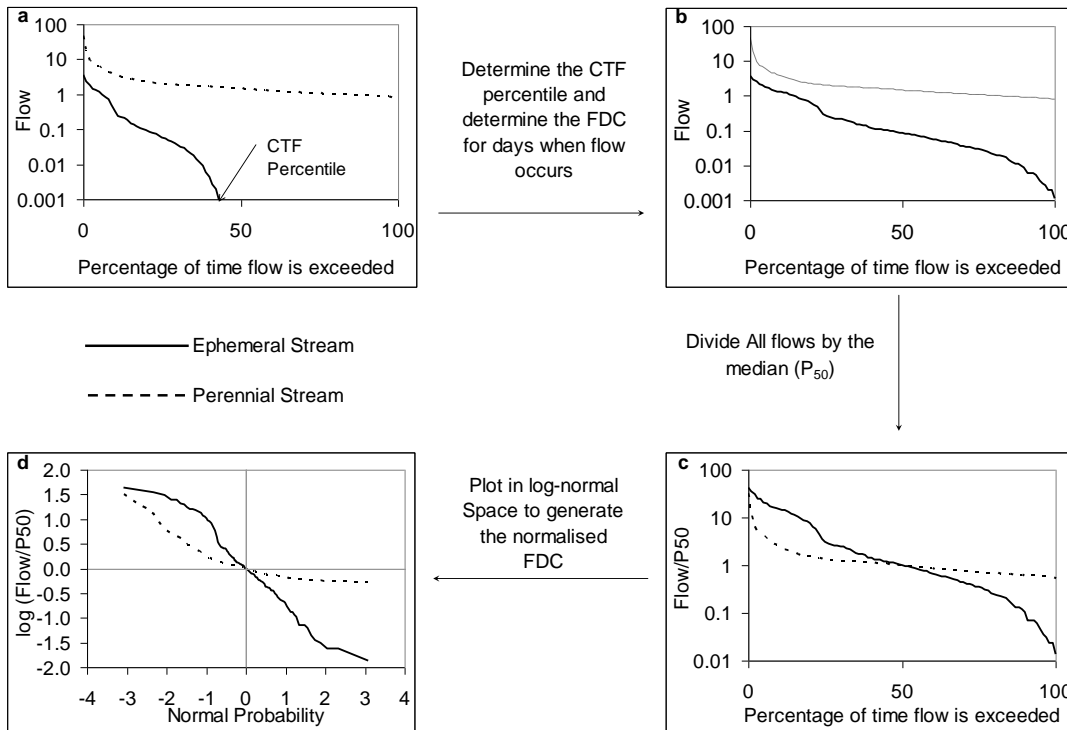 a
100
10
1
0.1
0.01
0.001
Flow
CTF
Percentile
0
50
100
Percentage of time flow is exceeded
Determine the CTF
percentile and
determine the FDC
for days when flow
occurs
b
100
10
1
0.1
0.01
0.001
Flow
0
50
100
Percentage of time flow is exceeded
Ephemeral Stream
Perennial Stream
Divide All flows by the
median (P50)
d
2.0
1.5
1.0
0.5
0.0
-0.5
-1.0
-1.5
-2.0
log (Flow/P50)
-4 -3 -2 -1 0 1 2 3 4
Normal Probability
Plot in log-normal
Space to generate
the normalised
FDC
c
100
10
1
0.1
0.01
Flow/P50
0
50
100
Percentage of time flow is exceeded